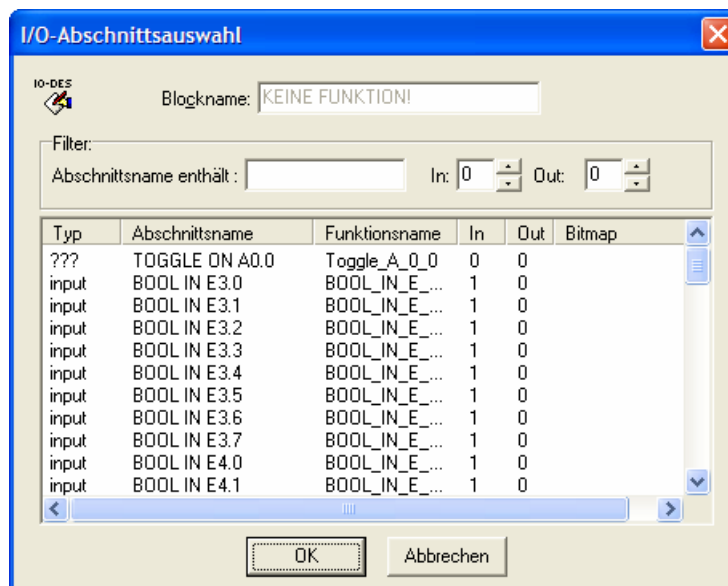 I/O-Abschnittsauswahl
IO-DES
Blockname: KEINE FUNKTION!
Filter:
Abschnittsname enthält : In: 0 Out: 0
Typ Abschnittsname Funktionsname In Out Bitmap
??? TOGGLE ON A0.0 Toggle_A_0_0 0 0
input BOOL IN E3.0 BOOL_IN_E_... 1 0
input BOOL IN E3.1 BOOL_IN_E_... 1 0
input BOOL IN E3.2 BOOL_IN_E_... 1 0
input BOOL IN E3.3 BOOL_IN_E_... 1 0
input BOOL IN E3.4 BOOL_IN_E_... 1 0
input BOOL IN E3.5 BOOL_IN_E_... 1 0
input BOOL IN E3.6 BOOL_IN_E_... 1 0
input BOOL IN E3.7 BOOL_IN_E_... 1 0
input BOOL IN E4.0 BOOL_IN_E_... 1 0
input BOOL IN E4.1 BOOL_IN_E_... 1 0
OK Abbrechen